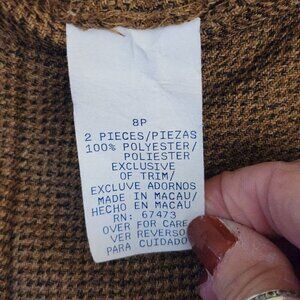 8P
2 PIECES/PIEZAS
100% POLYESTER/
POLIESTER
EXCLUSIVE
OF TRIM/
EXCLUVE ADORNOS
MADE IN MACAU/
HECHO EN MACAU
RN: 67473
OVER FOR CARE
VER REVERSO
PARA CUIDADO